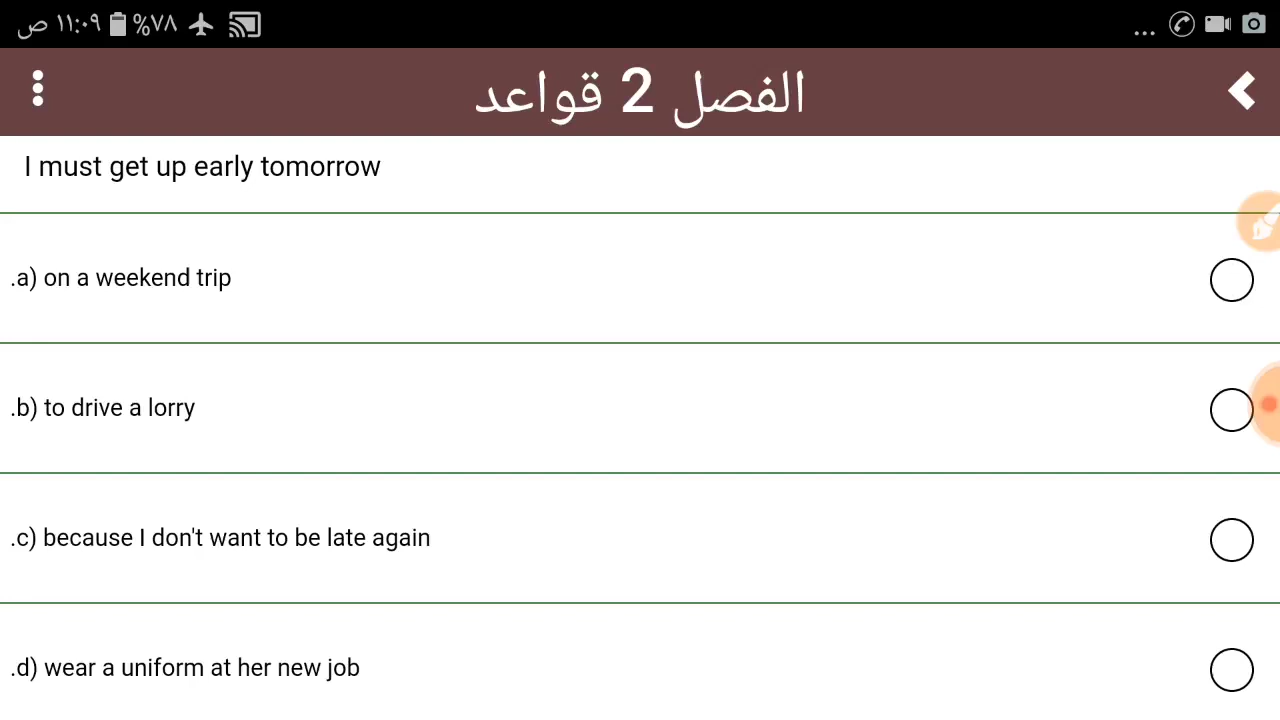 ص ١١:٠٩ %٧٨ ...
الفصل 2 قواعد
I must get up early tomorrow
.a) on a weekend trip
.b) to drive a lorry
.c) because I don't want to be late again
.d) wear a uniform at her new job